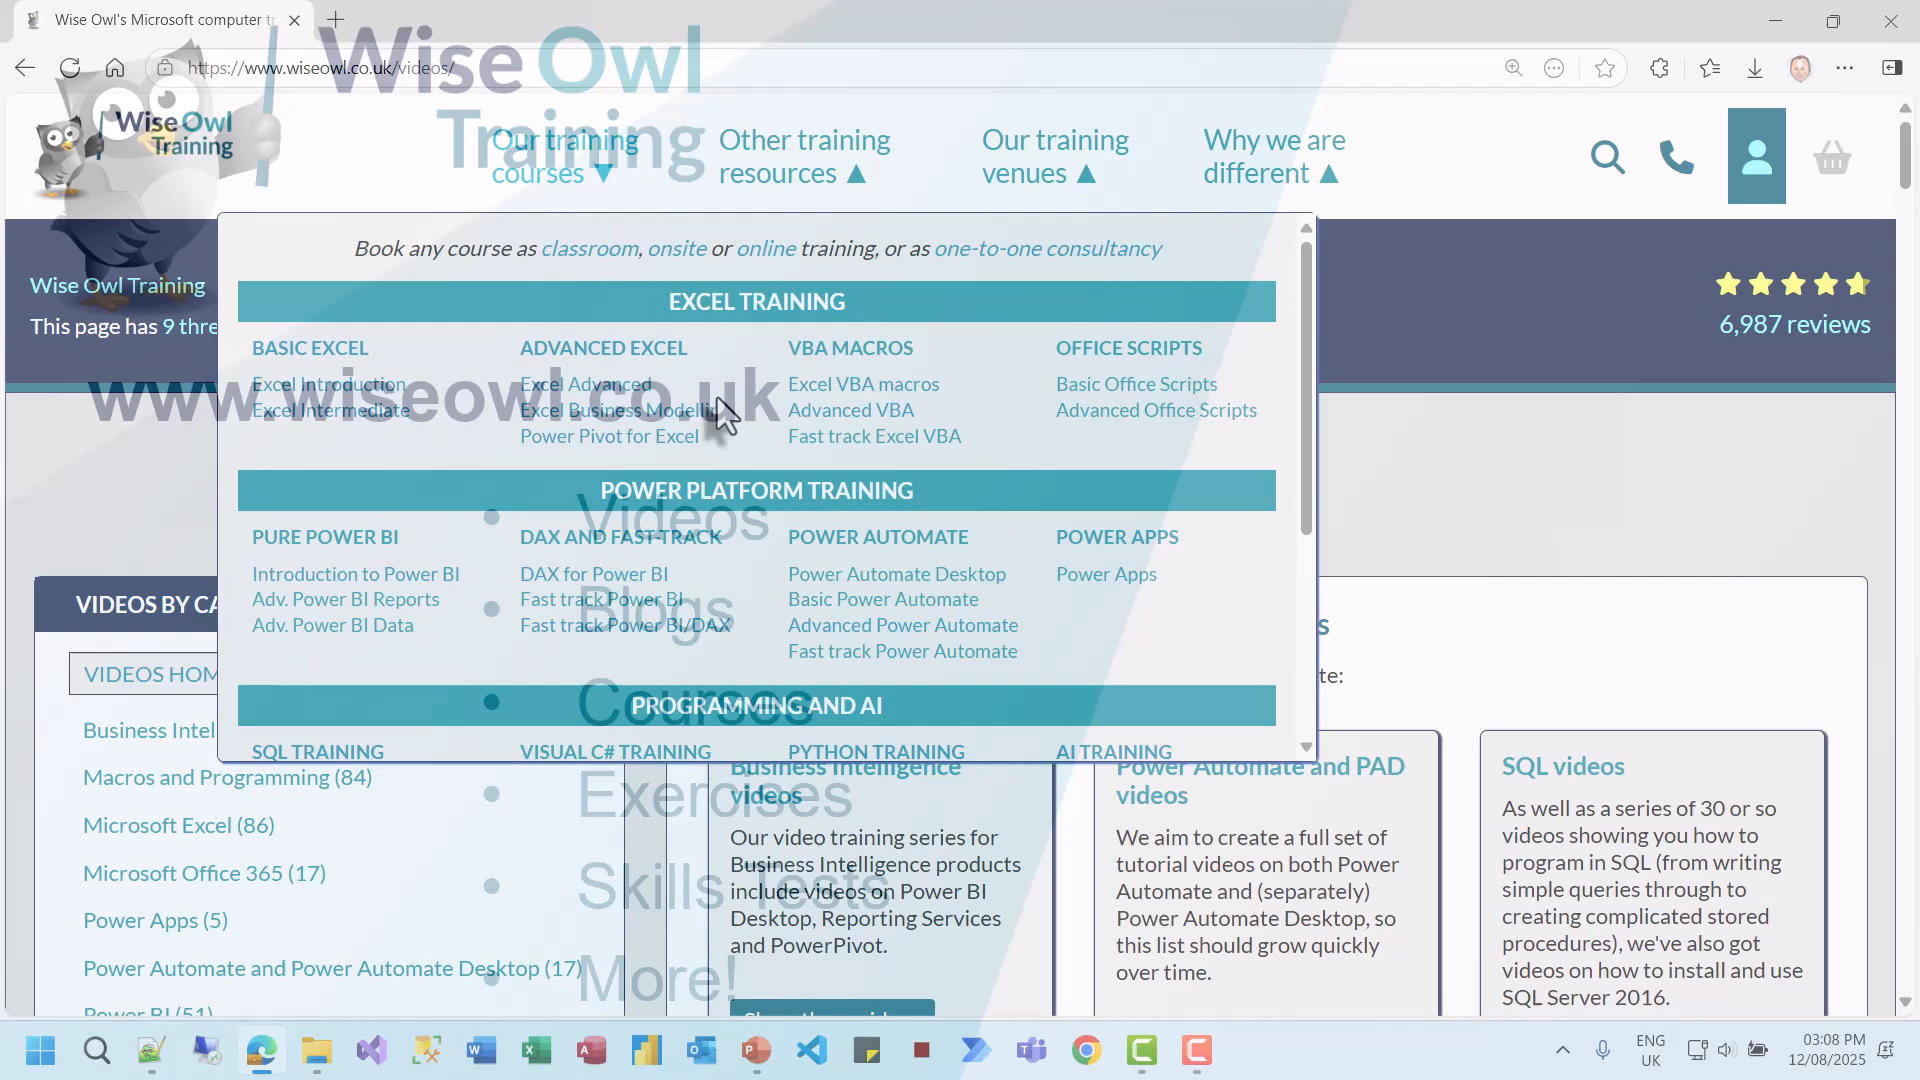 Wise Owl's Microsoft computer tr
https://www.wiseowl.co.uk/videos/
Wise Owl
Training
Wise Owl
Training
Our training
courses ▼
Other training
resources ▲
Our training
venues ▲
Why we are
different ▲
Book any course as classroom, onsite or online training, or as one-to-one consultancy
Wise Owl Training
This page has 9 thre
6,987 reviews
EXCEL TRAINING
BASIC EXCEL
Excel Introduction
Excel Intermediate
ADVANCED EXCEL
Excel Advanced
Excel Business Modelli
Power Pivot for Excel
VBA MACROS
Excel VBA macros
Advanced VBA
Fast track Excel VBA
OFFICE SCRIPTS
Basic Office Scripts
Advanced Office Scripts
www.wiseowl.co.uk
POWER PLATFORM TRAINING
PURE POWER BI
Introduction to Power BI
Adv. Power BI Reports
Adv. Power BI Data
DAX AND FAST-TRACK
DAX for Power BI
Fast track Power BI
Fast track Power BI/DAX
POWER AUTOMATE
Power Automate Desktop
Basic Power Automate
Advanced Power Automate
Fast track Power Automate
POWER APPS
Power Apps
PROGRAMMING AND AI
SQL TRAINING
VISUAL C# TRAINING
PYTHON TRAINING
AI TRAINING
• Videos
• Blogs
• Courses
• Exercises
• Skills Tests
• More!
VIDEOS BY CA
VIDEOS HOM
Business Intel
Macros and Programming (84)
Microsoft Excel (86)
Microsoft Office 365 (17)
Power Apps (5)
Power Automate and Power Automate Desktop (17)
Power BI (51)
s
te:
Business Intelligence
videos
Our video training series for
Business Intelligence products
include videos on Power BI
Desktop, Reporting Services
and PowerPivot.
Power Automate and PAD
videos
We aim to create a full set of
tutorial videos on both Power
Automate and (separately)
Power Automate Desktop, so
this list should grow quickly
over time.
SQL videos
As well as a series of 30 or so
videos showing you how to
program in SQL (from writing
simple queries through to
creating complicated stored
procedures), we've also got
videos on how to install and use
SQL Server 2016.
ENG
UK
03:08 PM
12/08/2025